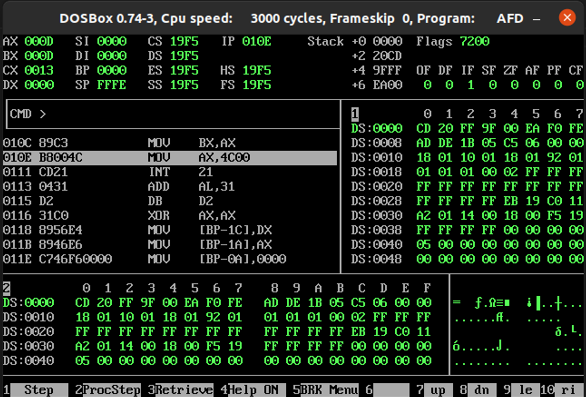 DOSBox 0.74-3, Cpu speed: 3000 cycles, Frameskip 0, Program: AFD
AX 000D SI 0000 CS 19F5 IP 010E Stack +0 0000 Flags 7200
BX 000D DI 0000 DS 19F5 +2 20CD
CX 0013 BP 0000 ES 19F5 HS 19F5 +4 9FFF OF DF IF SF ZF AF PF CF
DX 0000 SP FFFE SS 19F5 FS 19F5 +6 EA00 0 0 1 0 0 0 0 0
CMD >
010C 89C3 MOV BX,AX
010E B8004C MOV AX,4C00
0111 CD21 INT 21
0113 0431 ADD AL,31
0115 D2 DB D2
0116 31C0 XOR AX,AX
0118 8956E4 MOV [BP-1C],DX
011B 8946E6 MOV [BP-1A],AX
011E C746F60000 MOV [BP-0A],0000
1 0 1 2 3 4 5 6 7
DS:0000 CD 20 FF 9F 00 EA F0 FE
DS:0008 AD DE 1B 05 C5 06 00 00
DS:0010 18 01 10 01 18 01 92 01
DS:0018 01 01 01 00 02 FF FF FF
DS:0020 FF FF FF FF FF FF FF FF
DS:0028 FF FF FF FF EB 19 C0 11
DS:0030 A2 01 14 00 18 00 F5 19
DS:0038 FF FF FF FF 00 00 00 00
DS:0040 05 00 00 00 00 00 00 00
DS:0048 00 00 00 00 00 00 00 00
2 0 1 2 3 4 5 6 7 8 9 A B C D E F
DS:0000 CD 20 FF 9F 00 EA F0 FE AD DE 1B 05 C5 06 00 00
DS:0010 18 01 10 01 18 01 92 01 01 01 01 00 02 FF FF FF
DS:0020 FF FF FF FF FF FF FF FF FF FF FF FF EB 19 C0 11
DS:0030 A2 01 14 00 18 00 F5 19 FF FF FF FF 00 00 00 00
DS:0040 05 00 00 00 00 00 00 00 00 00 00 00 00 00 00 00
1 Step 2ProcStep 3Retrieve 4Help ON 5BRK Menu 6 7 up 8 dn 9 le 10 ri